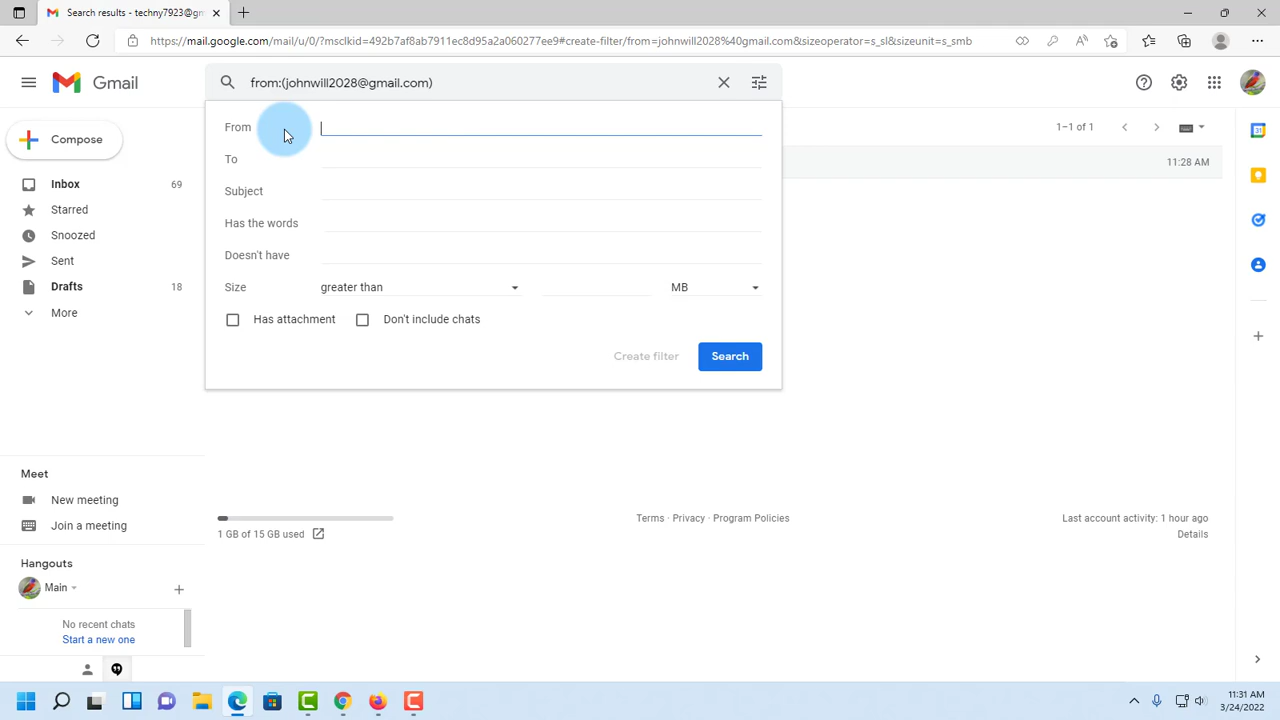 Search results - techny7923@gm
https://mail.google.com/mail/u/0/?msclkid=492b7af8ab7911ec8d95a2a060277ee9#create-filter/from=johnwill2028%40gmail.com&sizeoperator=s_sl&sizeunit=s_smb
Gmail
from:(johnwill2028@gmail.com)
Compose
Inbox 69
Starred
Snoozed
Sent
Drafts 18
More
From
To
Subject
Has the words
Doesn't have
Size greater than MB
Has attachment Don't include chats
Create filter Search
1–1 of 1
11:28 AM
Meet
New meeting
Join a meeting
Hangouts
Main
No recent chats
Start a new one
1 GB of 15 GB used
Terms · Privacy · Program Policies
Last account activity: 1 hour ago
Details
11:31 AM
3/24/2022